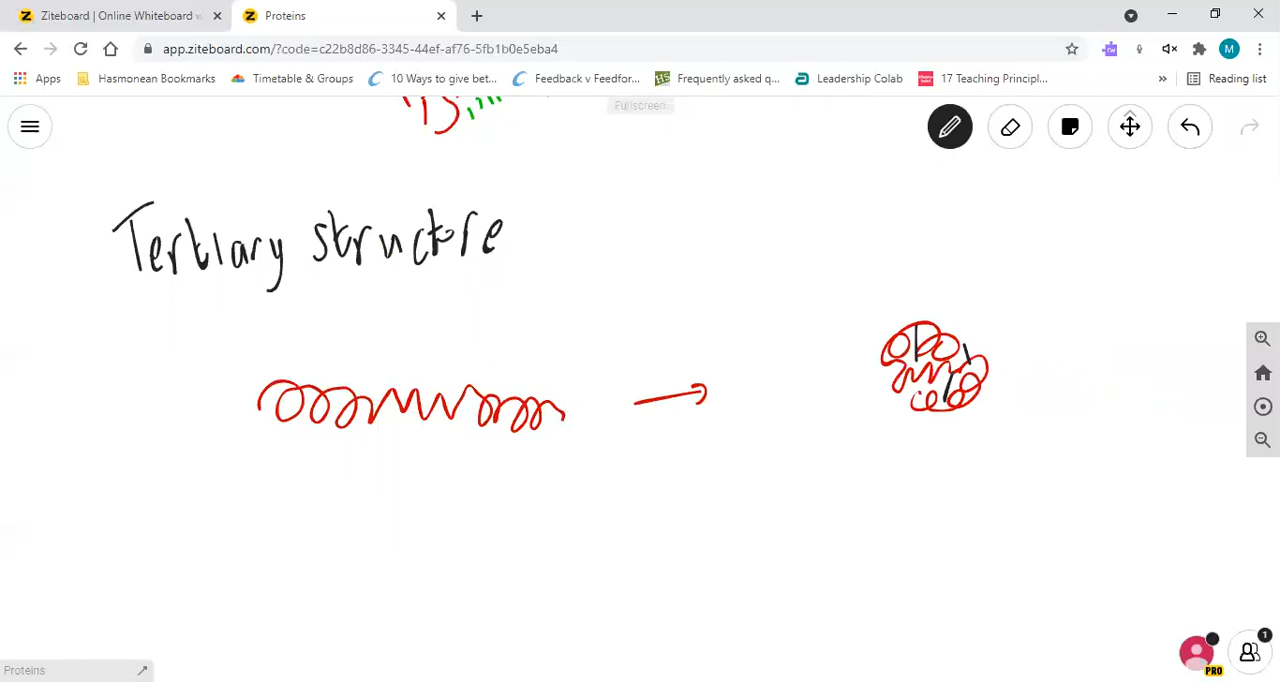 Ziteboard | Online Whiteboard w
Proteins
app.ziteboard.com/?code=c22b8d86-3345-44ef-af76-5fb1b0e5eba4
M
Apps
Hasmonean Bookmarks
Timetable & Groups
10 Ways to give bet...
Feedback v Feedfor...
Frequently asked q...
Leadership Colab
17 Teaching Principl...
»
Reading list
Fullscreen
Tertiary structure
1
PRO
Proteins